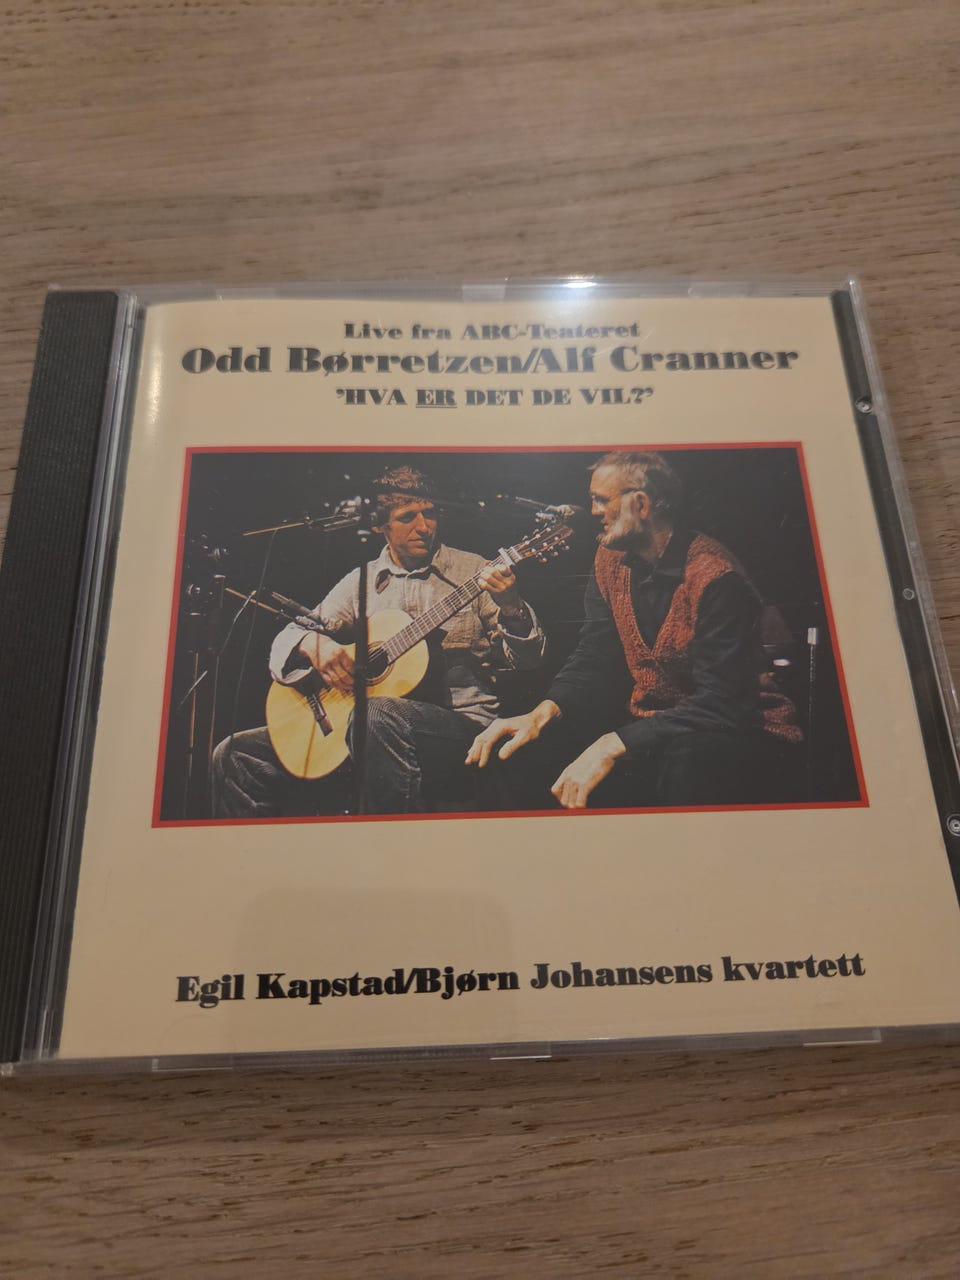 Live fra ABC-Teateret
Odd Børretzen/Alf Cranner
'HVA ER DET DE VIL?'
Egil Kapstad/Bjørn Johansens kvartett